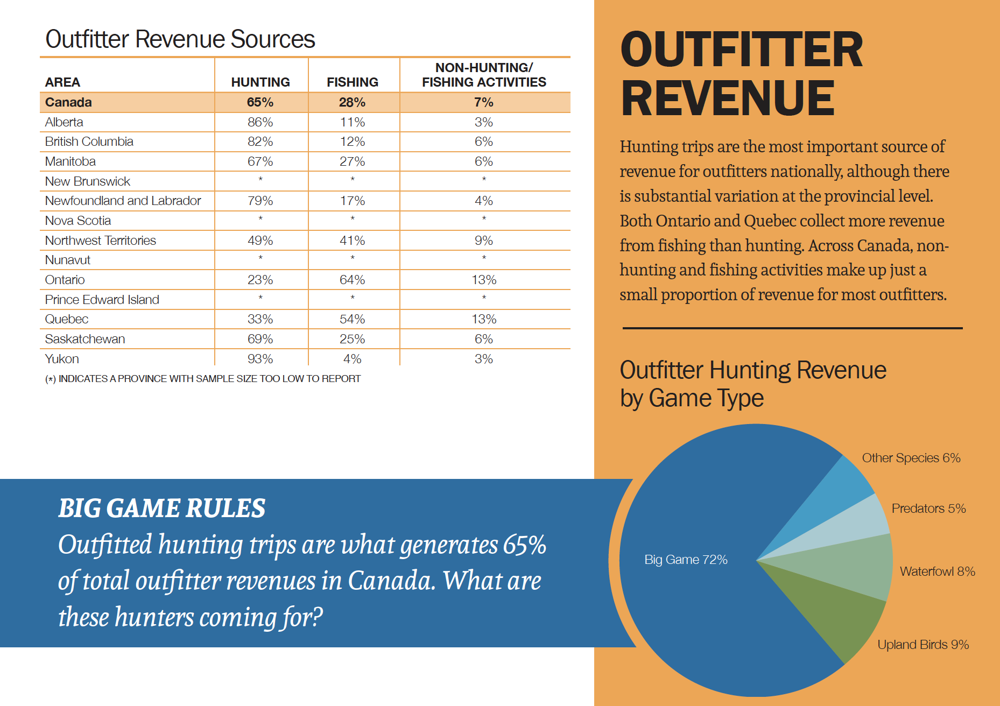 Outfitter Revenue Sources
AREA HUNTING FISHING NON-HUNTING/
FISHING ACTIVITIES
Canada 65% 28% 7%
Alberta 86% 11% 3%
British Columbia 82% 12% 6%
Manitoba 67% 27% 6%
New Brunswick * * *
Newfoundland and Labrador 79% 17% 4%
Nova Scotia * * *
Northwest Territories 49% 41% 9%
Nunavut * * *
Ontario 23% 64% 13%
Prince Edward Island * * *
Quebec 33% 54% 13%
Saskatchewan 69% 25% 6%
Yukon 93% 4% 3%
(*) INDICATES A PROVINCE WITH SAMPLE SIZE TOO LOW TO REPORT
BIG GAME RULES
Outfitted hunting trips are what generates 65%
of total outfitter revenues in Canada. What are
these hunters coming for?
OUTFITTER
REVENUE
Hunting trips are the most important source of
revenue for outfitters nationally, although there
is substantial variation at the provincial level.
Both Ontario and Quebec collect more revenue
from fishing than hunting. Across Canada, non-
hunting and fishing activities make up just a
small proportion of revenue for most outfitters.
Outfitter Hunting Revenue
by Game Type
Other Species 6%
Predators 5%
Big Game 72%
Waterfowl 8%
Upland Birds 9%